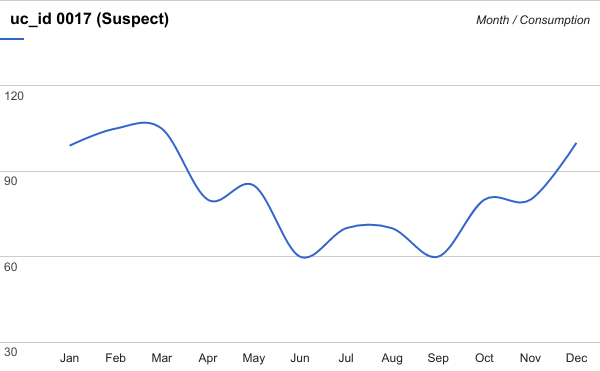 uc_id 0017 (Suspect)
Month / Consumption
120
90
60
30
Jan Feb Mar Apr May Jun Jul Aug Sep Oct Nov Dec